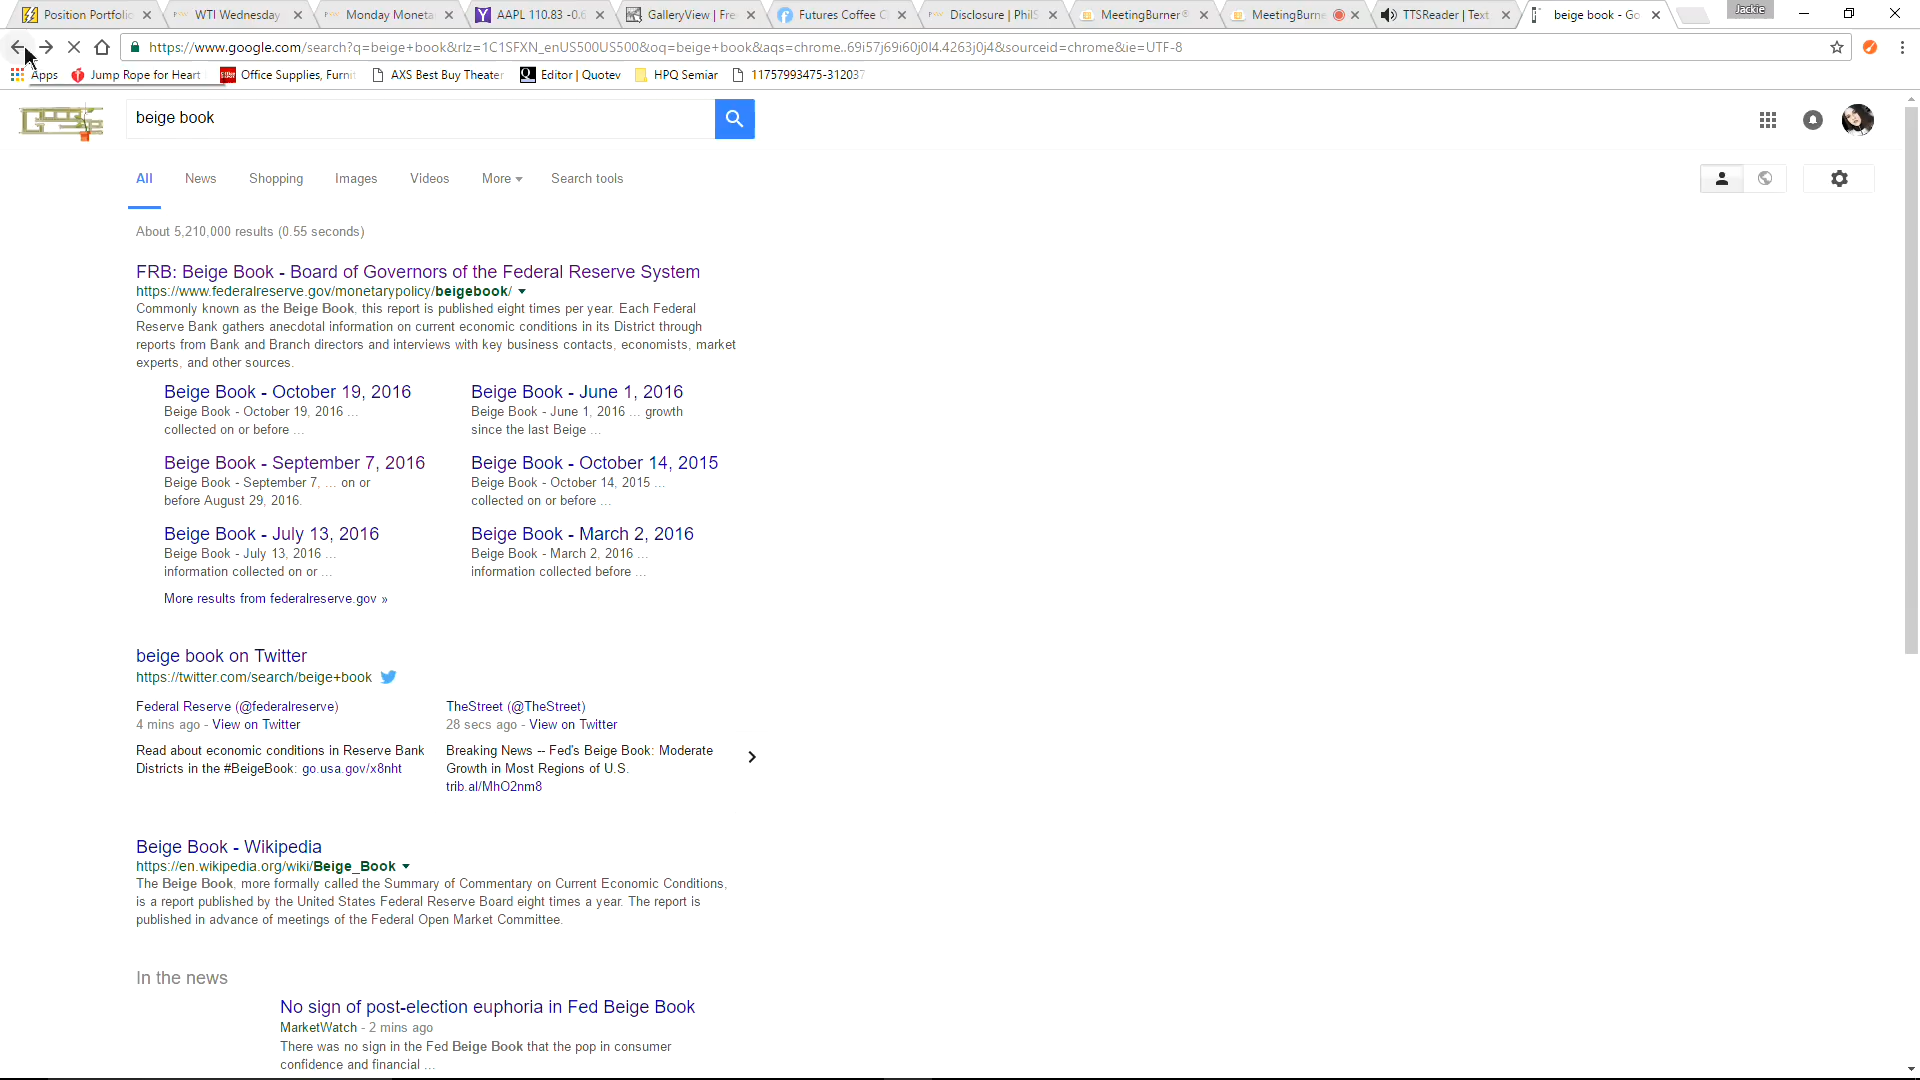 Position Portfolio
WTI Wednesday
Monday Moneta
AAPL 110.83 -0.6
GalleryView | Fre
Futures Coffee C
Disclosure | PhilS
MeetingBurner
MeetingBurne
TTSReader | Text
beige book - Go
Jackie
https://www.google.com/search?q=beige+book&rlz=1C1SFXN_enUS500US500&oq=beige+book&aqs=chrome..69i57j69i60j0l4.4263j0j4&sourceid=chrome&ie=UTF-8
Apps
Jump Rope for Heart
Office Supplies, Furni
AXS Best Buy Theater
Editor | Quotev
HPQ Semiar
11757993475-312037
beige book
All
News
Shopping
Images
Videos
More
Search tools
About 5,210,000 results (0.55 seconds)
FRB: Beige Book - Board of Governors of the Federal Reserve System
https://www.federalreserve.gov/monetarypolicy/beigebook/
Commonly known as the Beige Book, this report is published eight times per year. Each Federal
Reserve Bank gathers anecdotal information on current economic conditions in its District through
reports from Bank and Branch directors and interviews with key business contacts, economists, market
experts, and other sources.
Beige Book - October 19, 2016
Beige Book - October 19, 2016 ...
collected on or before ...
Beige Book - June 1, 2016
Beige Book - June 1, 2016 ... growth
since the last Beige ...
Beige Book - September 7, 2016
Beige Book - September 7, ... on or
before August 29, 2016.
Beige Book - October 14, 2015
Beige Book - October 14, 2015 ...
collected on or before ...
Beige Book - July 13, 2016
Beige Book - July 13, 2016 ...
information collected on or ...
Beige Book - March 2, 2016
Beige Book - March 2, 2016 ...
information collected before ...
More results from federalreserve.gov »
beige book on Twitter
https://twitter.com/search/beige+book
Federal Reserve (@federalreserve)
4 mins ago - View on Twitter
Read about economic conditions in Reserve Bank
Districts in the #BeigeBook: go.usa.gov/x8nht
TheStreet (@TheStreet)
28 secs ago - View on Twitter
Breaking News -- Fed's Beige Book: Moderate
Growth in Most Regions of U.S.
trib.al/MhO2nm8
Beige Book - Wikipedia
https://en.wikipedia.org/wiki/Beige_Book
The Beige Book, more formally called the Summary of Commentary on Current Economic Conditions,
is a report published by the United States Federal Reserve Board eight times a year. The report is
published in advance of meetings of the Federal Open Market Committee.
In the news
No sign of post-election euphoria in Fed Beige Book
MarketWatch - 2 mins ago
There was no sign in the Fed Beige Book that the pop in consumer
confidence and financial ...